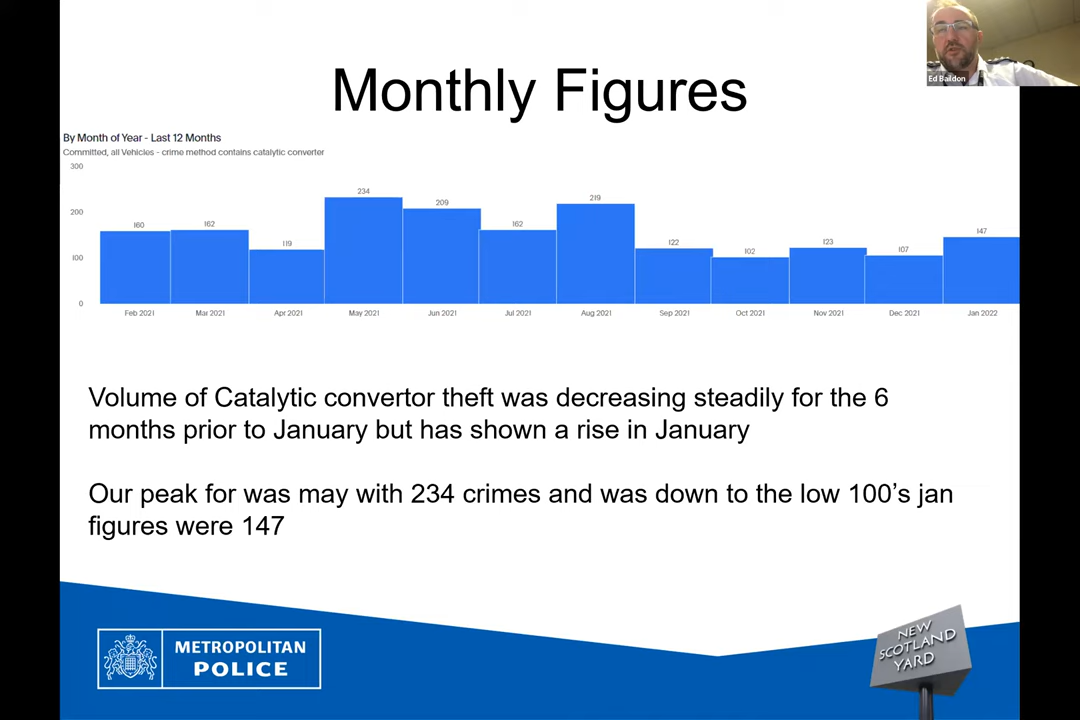 Monthly Figures
Ed Baildon
By Month of Year - Last 12 Months
Committed, all Vehicles - crime method contains catalytic converter
300
200
100
0
160
162
119
234
209
162
219
122
102
123
107
147
Feb 2021
Mar 2021
Apr 2021
May 2021
Jun 2021
Jul 2021
Aug 2021
Sep 2021
Oct 2021
Nov 2021
Dec 2021
Jan 2022
Volume of Catalytic convertor theft was decreasing steadily for the 6
months prior to January but has shown a rise in January
Our peak for was may with 234 crimes and was down to the low 100’s jan
figures were 147
METROPOLITAN
POLICE
NEW
SCOTLAND
YARD